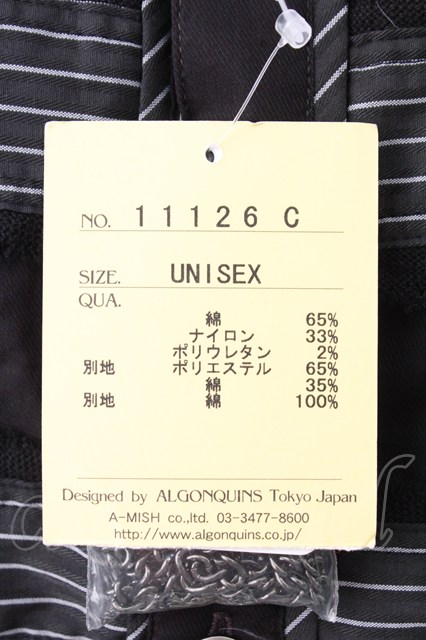 NO. 11126 C
SIZE. UNISEX
QUA.
綿 65%
ナイロン 33%
ポリウレタン 2%
別地 ポリエステル 65%
綿 35%
別地 綿 100%
Designed by ALGONQUINS Tokyo Japan
A-MISH co.,ltd. 03-3477-8600
http://www.algonquins.co.jp/